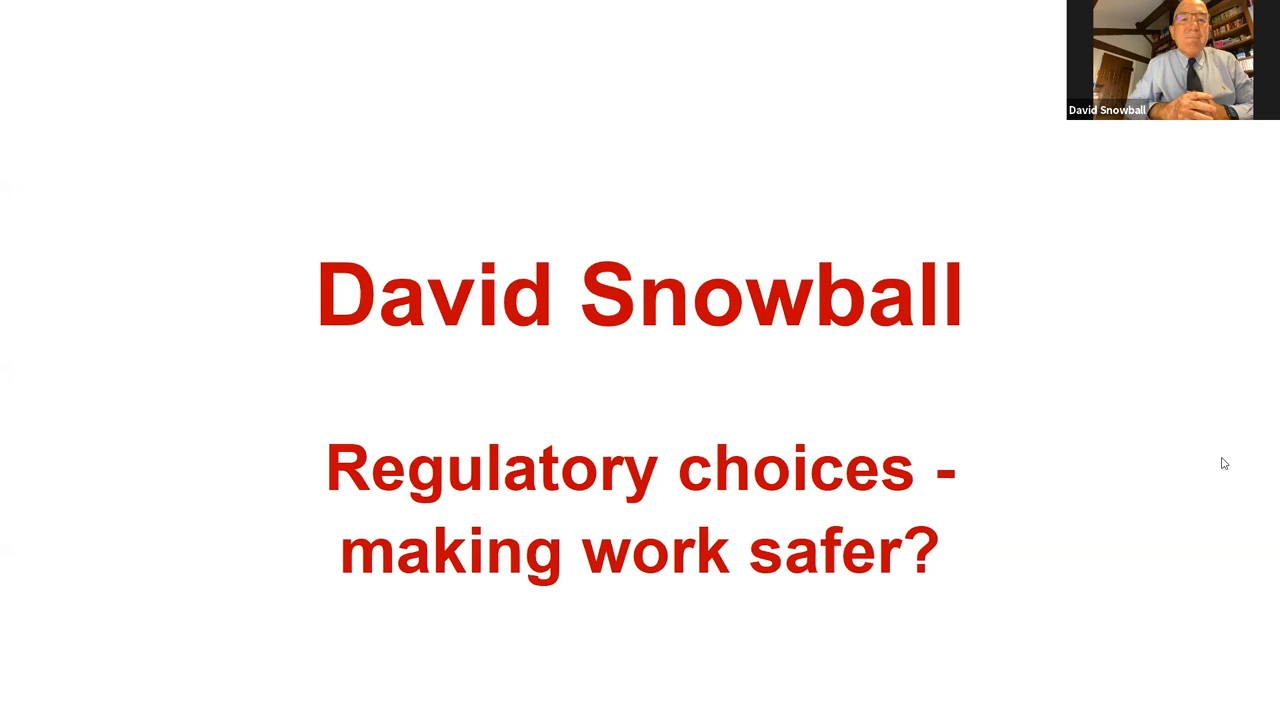 David Snowball
David Snowball
Regulatory choices -
making work safer?